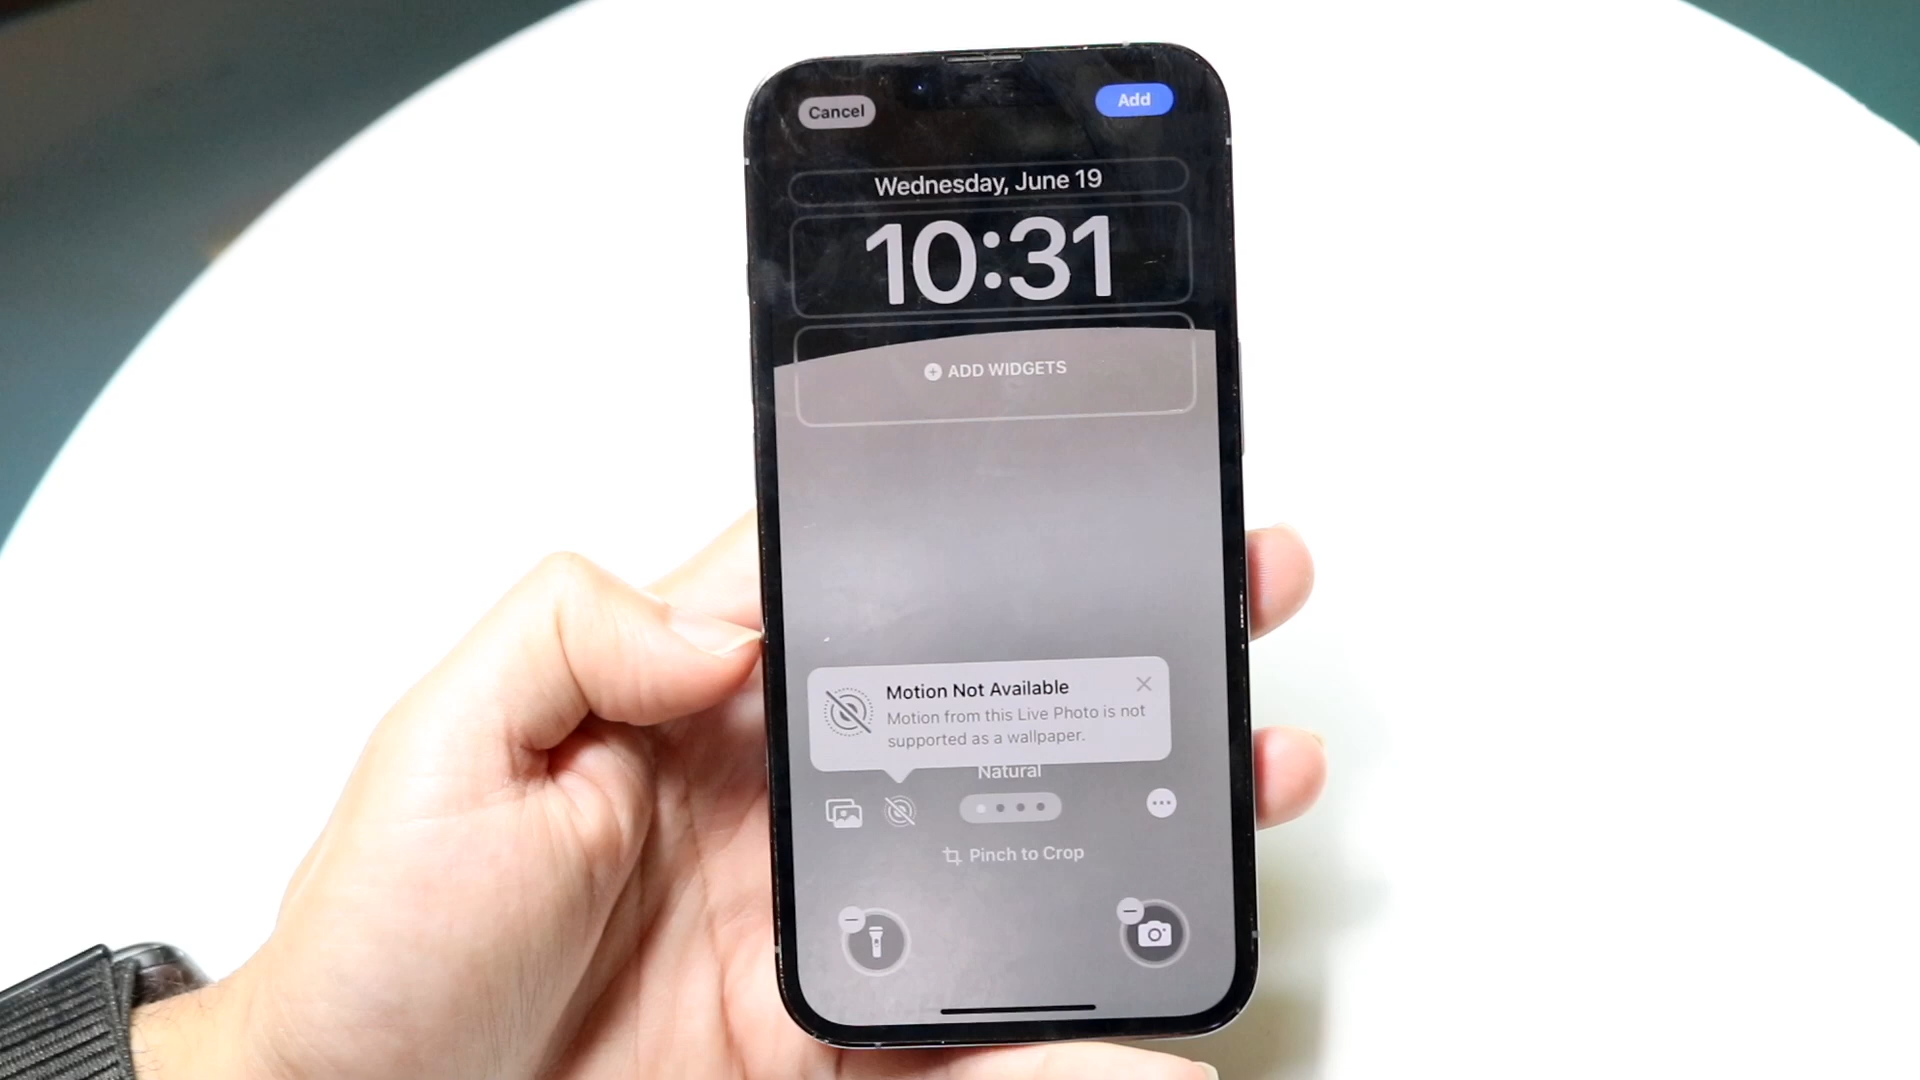 Cancel
Add
Wednesday, June 19
10:31
ADD WIDGETS
Motion Not Available
Motion from this Live Photo is not
supported as a wallpaper.
Natural
Pinch to Crop